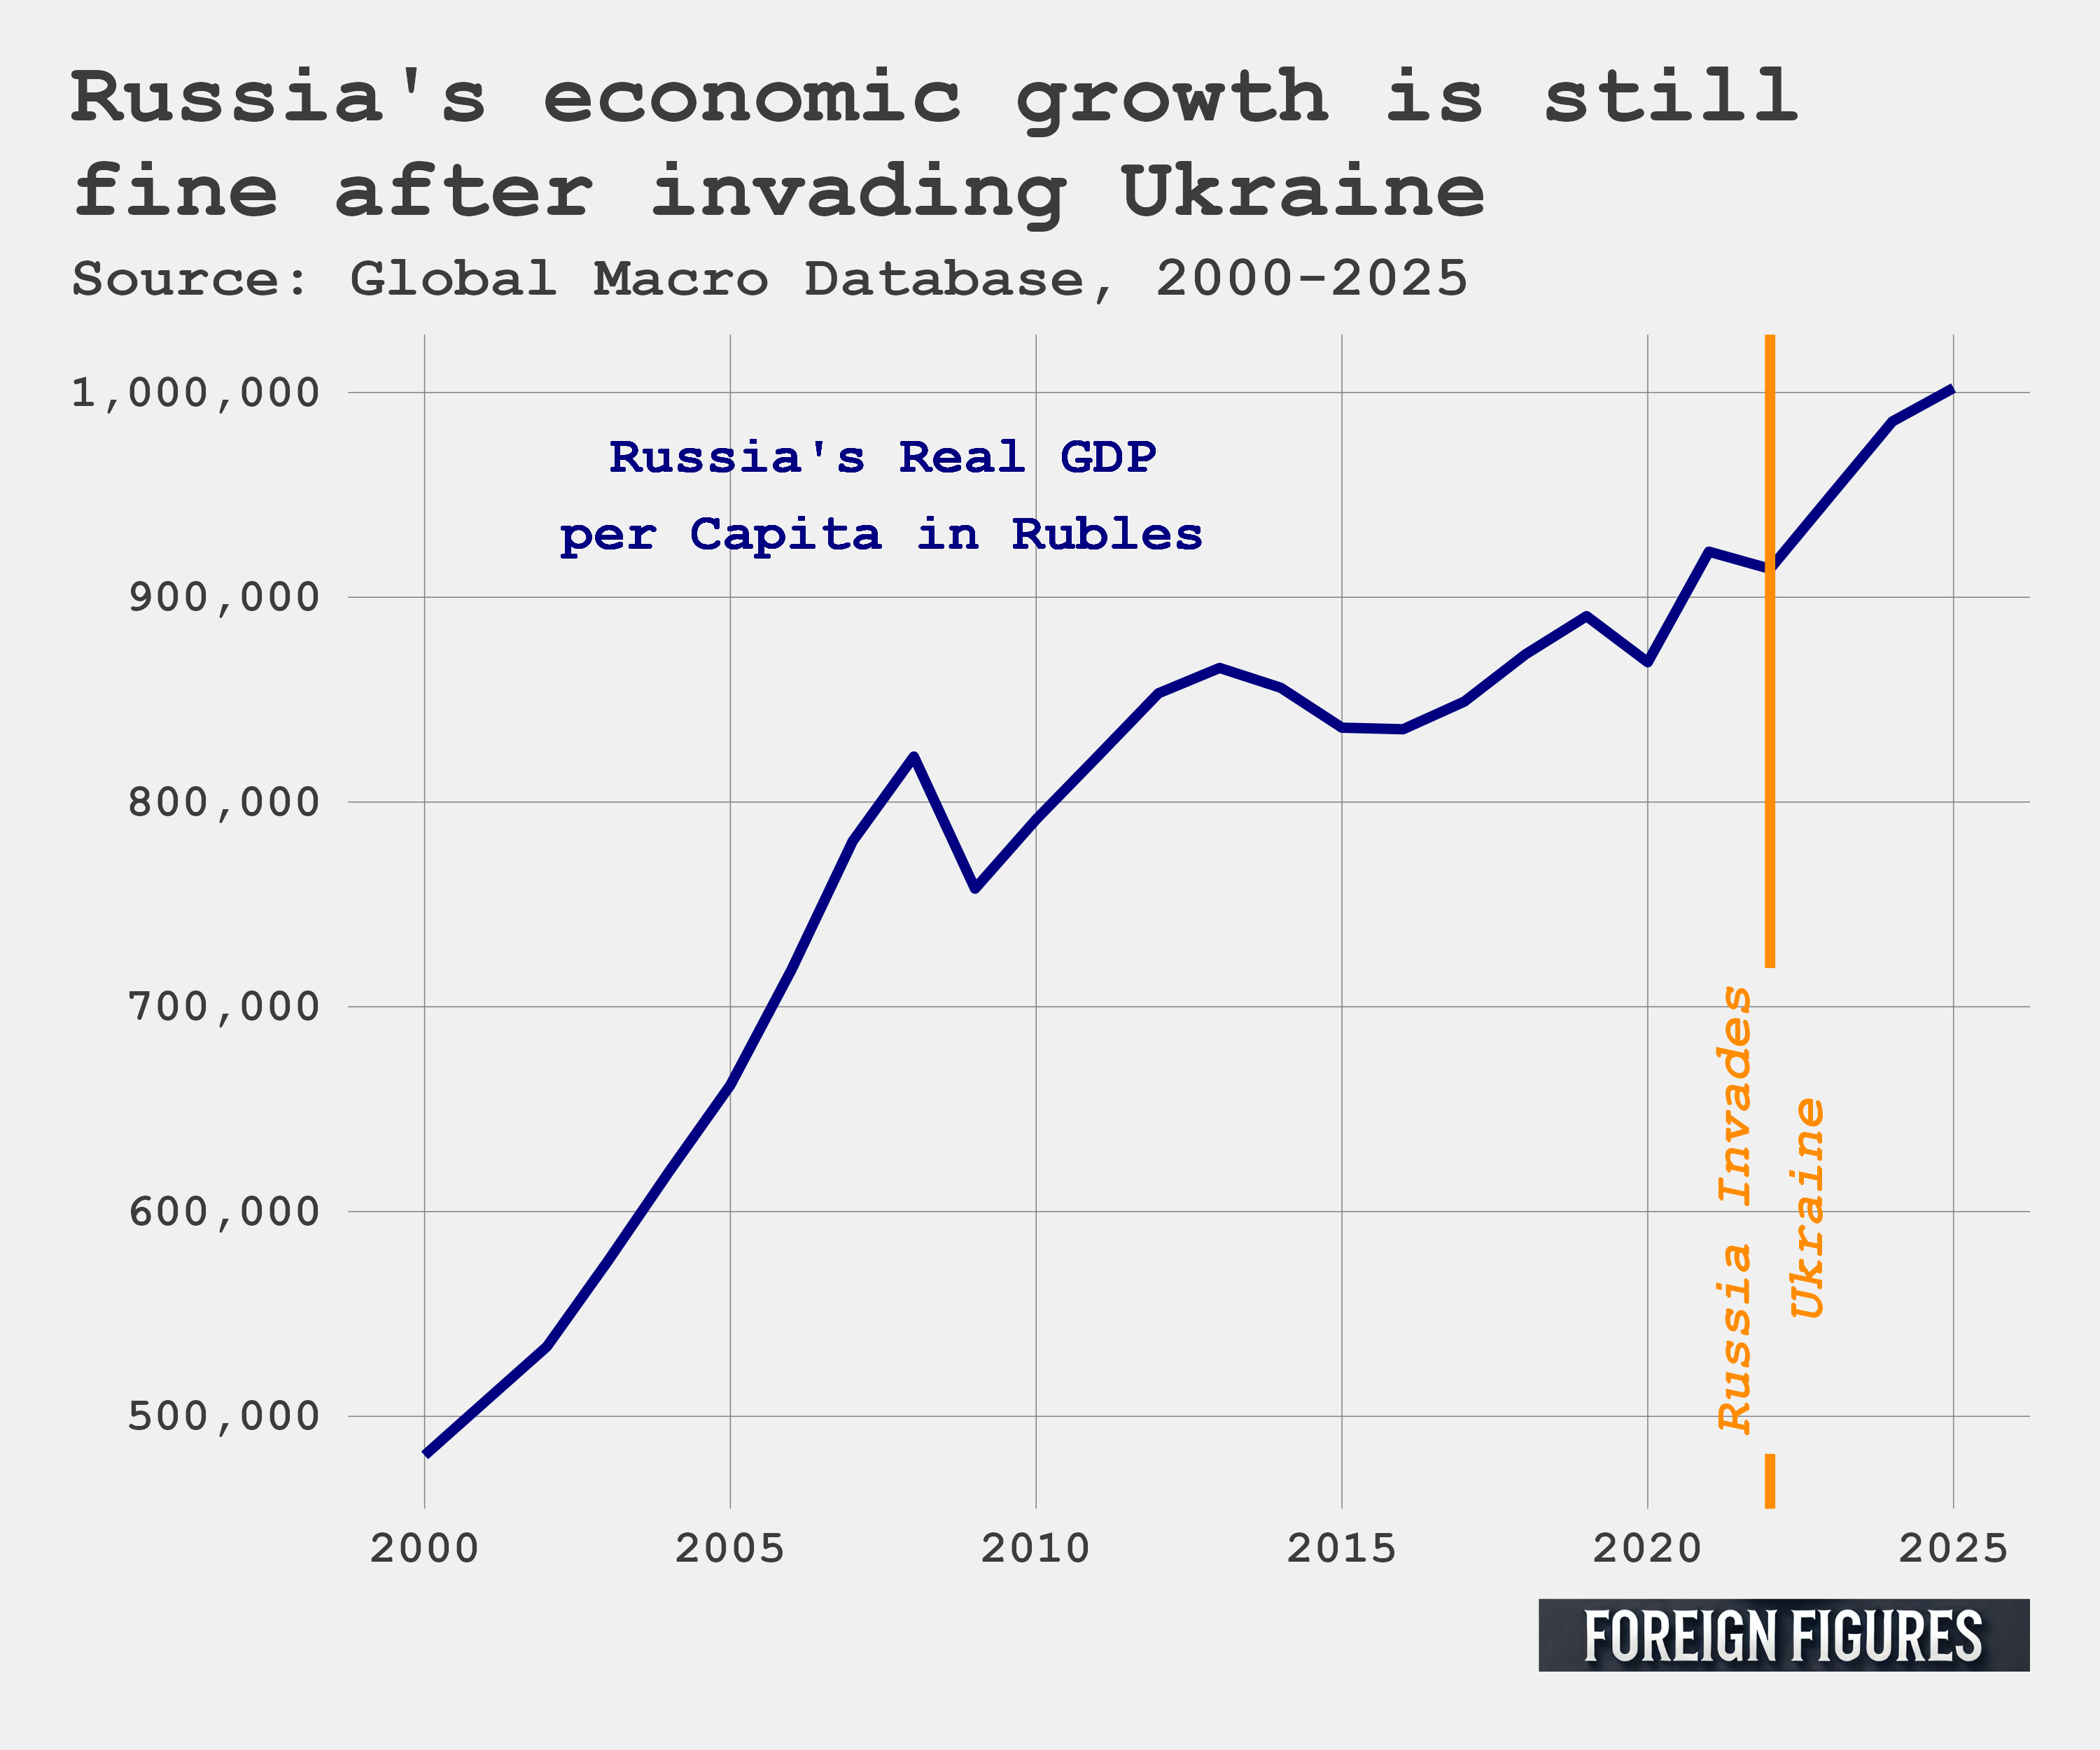 Russia's economic growth is still
fine after invading Ukraine
Source: Global Macro Database, 2000-2025
1,000,000
900,000
800,000
700,000
600,000
500,000
Russia's Real GDP
per Capita in Rubles
Russia Invades
Ukraine
2000
2005
2010
2015
2020
2025
FOREIGN FIGURES